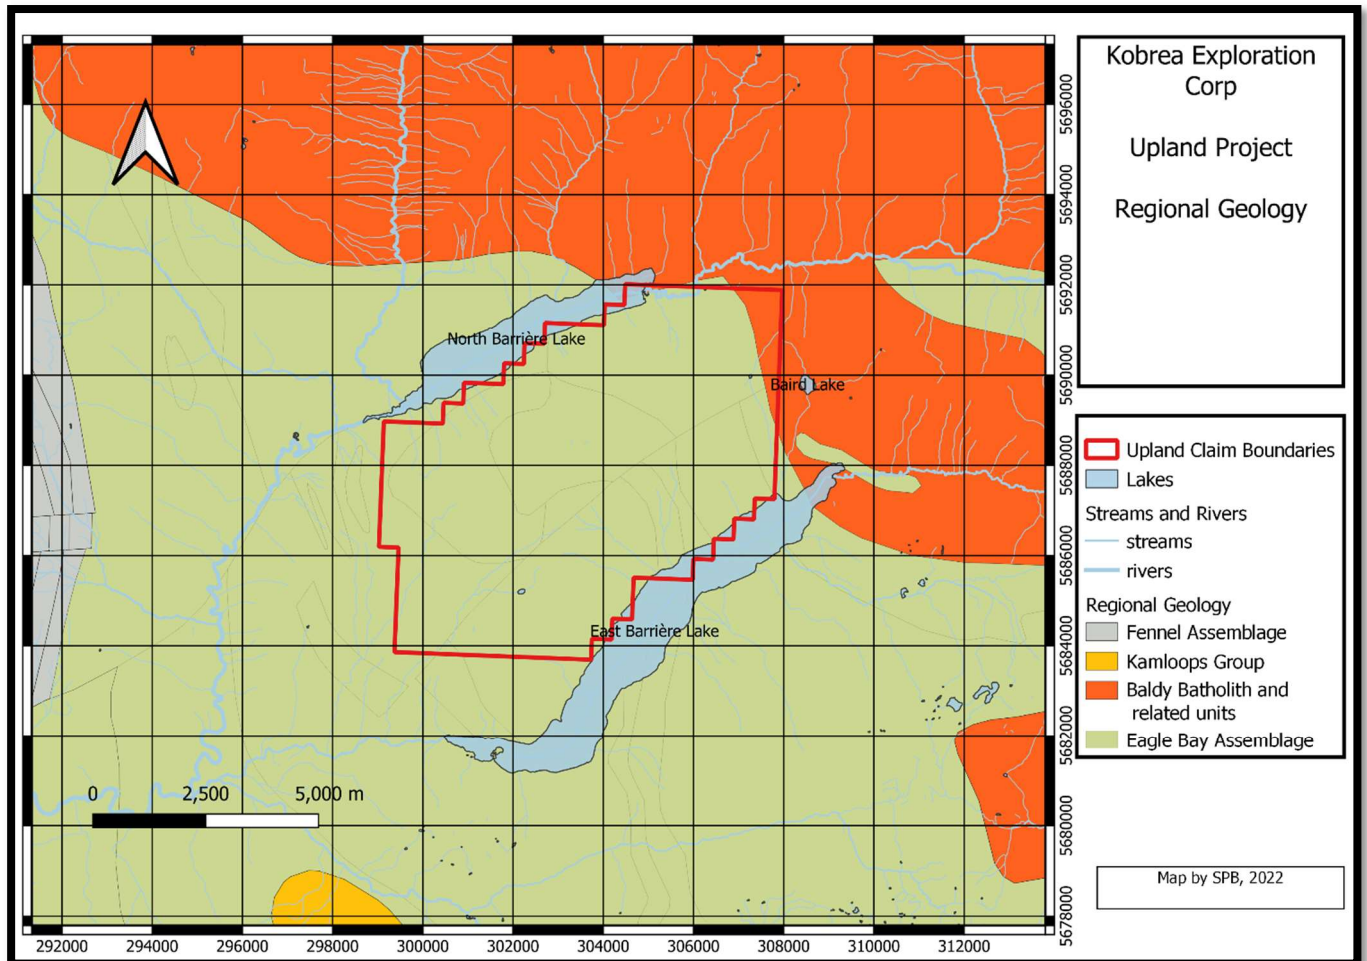 Kobrea Exploration
Corp
Upland Project
Regional Geology
5696000
5694000
5692000
5690000
5688000
5686000
5684000
5682000
5680000
5678000
North Barrière Lake
Baird Lake
East Barrière Lake
0 2,500 5,000 m
292000 294000 296000 298000 300000 302000 304000 306000 308000 310000 312000
Upland Claim Boundaries
Lakes
Streams and Rivers
streams
rivers
Regional Geology
Fennel Assemblage
Kamloops Group
Baldy Batholith and
related units
Eagle Bay Assemblage
Map by SPB, 2022